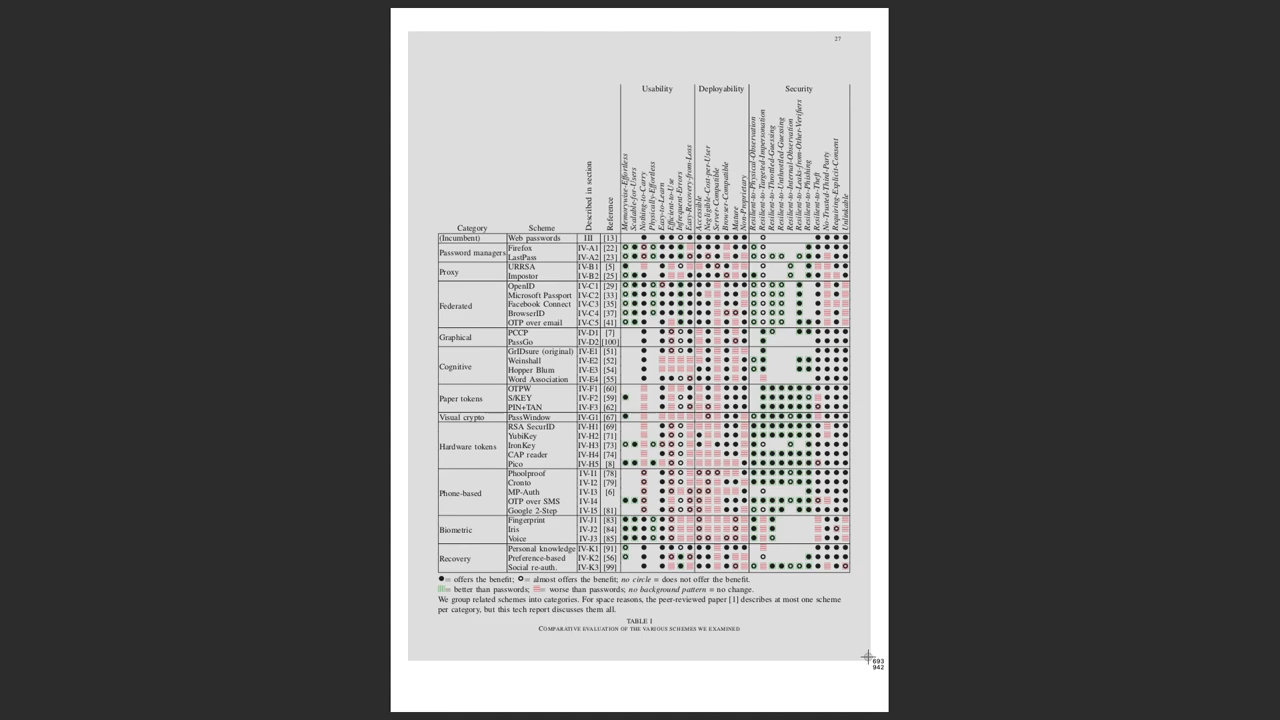 27
Usability Deployability Security
Category Scheme Described in section Reference Memorywise-Effortless Scalable-for-Users Nothing-to-Carry Physically-Effortless Easy-to-Learn Efficient-to-Use Infrequent-Errors Easy-Recovery-from-Loss Accessible Negligible-Cost-per-User Server-Compatible Browser-Compatible Mature Non-Proprietary Resilient-to-Physical-Observation Resilient-to-Targeted-Impersonation Resilient-to-Throttled-Guessing Resilient-to-Unthrottled-Guessing Resilient-to-Internal-Observation Resilient-to-Leaks-from-Other-Verifiers Resilient-to-Phishing Resilient-to-Theft No-Trusted-Third-Party Requiring-Explicit-Consent Unlinkable
(Incumbent) Web passwords III [13]
Password managers Firefox IV-A1 [22]
LastPass IV-A2 [23]
Proxy URRSA IV-B1 [5]
Impostor IV-B2 [25]
Federated OpenID IV-C1 [29]
Microsoft Passport IV-C2 [33]
Facebook Connect IV-C3 [35]
BrowserID IV-C4 [37]
OTP over email IV-C5 [41]
Graphical PCCP IV-D1 [7]
PassGo IV-D2 [100]
Cognitive GrIDsure (original) IV-E1 [51]
Weinshall IV-E2 [52]
Hopper Blum IV-E3 [54]
Word Association IV-E4 [55]
Paper tokens OTPW IV-F1 [60]
S/KEY IV-F2 [59]
PIN+TAN IV-F3 [62]
Visual crypto PassWindow IV-G1 [67]
Hardware tokens RSA SecurID IV-H1 [69]
YubiKey IV-H2 [71]
IronKey IV-H3 [73]
CAP reader IV-H4 [74]
Pico IV-H5 [8]
Phone-based Phoolproof IV-I1 [78]
Cronto IV-I2 [79]
MP-Auth IV-I3 [6]
OTP over SMS IV-I4
Google 2-Step IV-I5 [81]
Biometric Fingerprint IV-J1 [83]
Iris IV-J2 [84]
Voice IV-J3 [85]
Recovery Personal knowledge IV-K1 [91]
Preference-based IV-K2 [56]
Social re-auth. IV-K3 [99]
= offers the benefit; = almost offers the benefit; no circle = does not offer the benefit.
= better than passwords; = worse than passwords; no background pattern = no change.
We group related schemes into categories. For space reasons, the peer-reviewed paper [1] describes at most one scheme
per category, but this tech report discusses them all.
TABLE I
COMPARATIVE EVALUATION OF THE VARIOUS SCHEMES WE EXAMINED
693
942